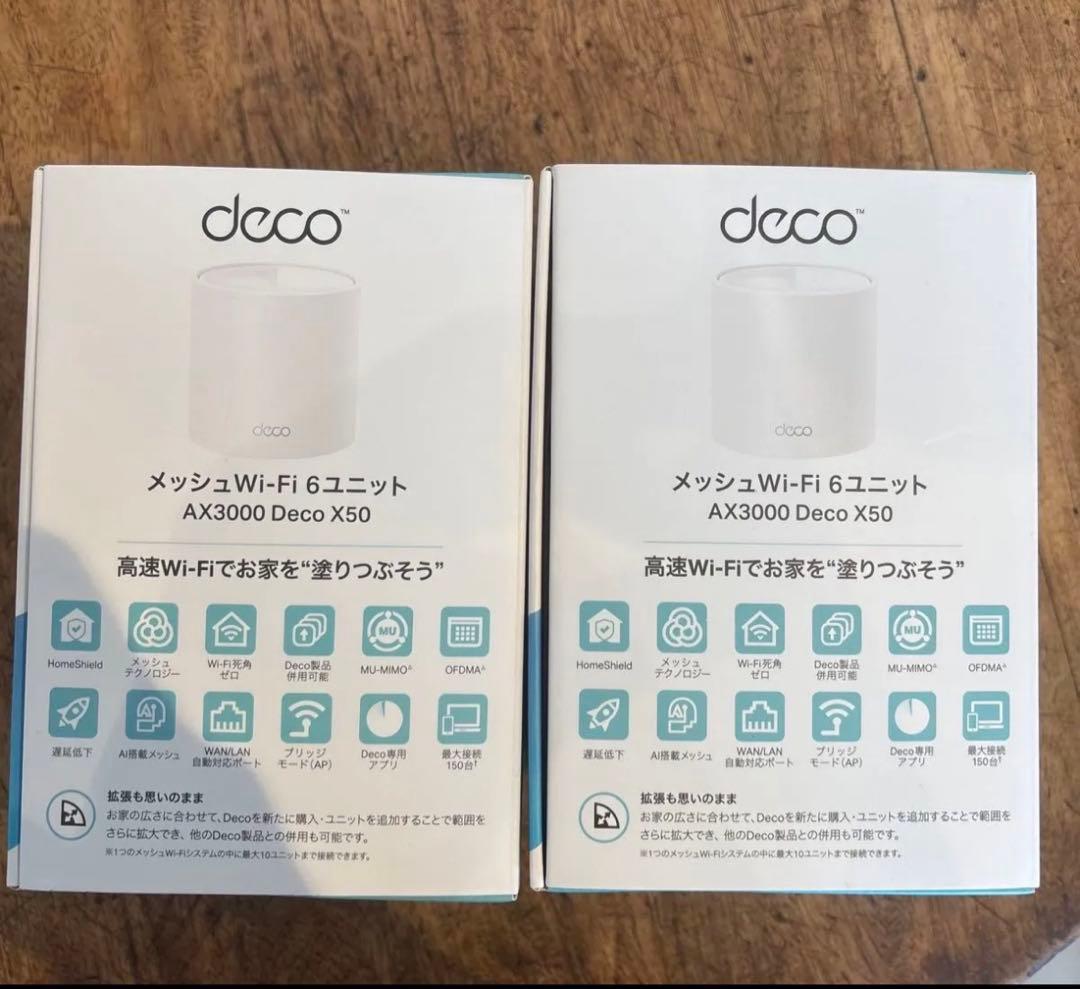 deco™
deco
メッシュWi-Fi 6ユニット
AX3000 Deco X50
高速Wi-Fiでお家を“塗りつぶそう”
HomeShield
メッシュ
テクノロジー
Wi-Fi死角
ゼロ
Deco製品
併用可能
MU
MU-MIMO△
OFDMA△
遅延低下
AI
AI搭載メッシュ
WAN/LAN
自動対応ポート
ブリッジ
モード(AP)
Deco専用
アプリ
最大接続
150台†
拡張も思いのまま
お家の広さに合わせて、Decoを新たに購入・ユニットを追加することで範囲を
さらに拡大でき、他のDeco製品との併用も可能です。
※1つのメッシュWi-Fiシステムの中に最大10ユニットまで接続できます。
deco™
deco
メッシュWi-Fi 6ユニット
AX3000 Deco X50
高速Wi-Fiでお家を“塗りつぶそう”
HomeShield
メッシュ
テクノロジー
Wi-Fi死角
ゼロ
Deco製品
併用可能
MU
MU-MIMO△
OFDMA△
遅延低下
AI
AI搭載メッシュ
WAN/LAN
自動対応ポート
ブリッジ
モード(AP)
Deco専用
アプリ
最大接続
150台†
拡張も思いのまま
お家の広さに合わせて、Decoを新たに購入・ユニットを追加することで範囲を
さらに拡大でき、他のDeco製品との併用も可能です。
※1つのメッシュWi-Fiシステムの中に最大10ユニットまで接続できます。